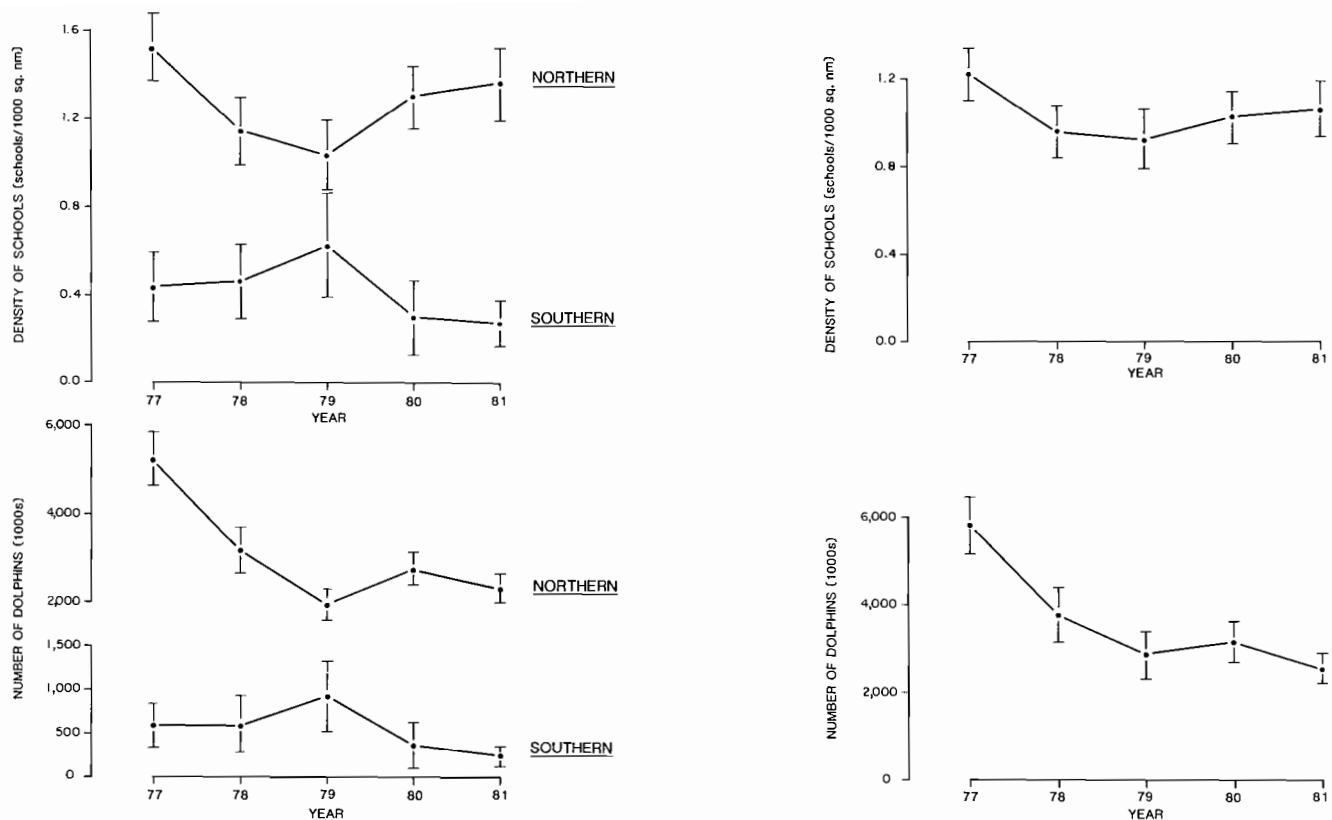 DENSITY OF SCHOOLS (schools/1000 sq. nm)
1.6
1.2
0.8
0.4
0.0
NORTHERN
SOUTHERN
77 78 79 80 81
YEAR
NUMBER OF DOLPHINS (1000s)
6,000
4,000
2,000
1,500
1,000
500
0
NORTHERN
SOUTHERN
77 78 79 80 81
YEAR
DENSITY OF SCHOOLS (schools/1000 sq. nm)
1.2
0.8
0.4
0.0
77 78 79 80 81
YEAR
NUMBER OF DOLPHINS (1000s)
6,000
4,000
2,000
0
77 78 79 80 81
YEAR